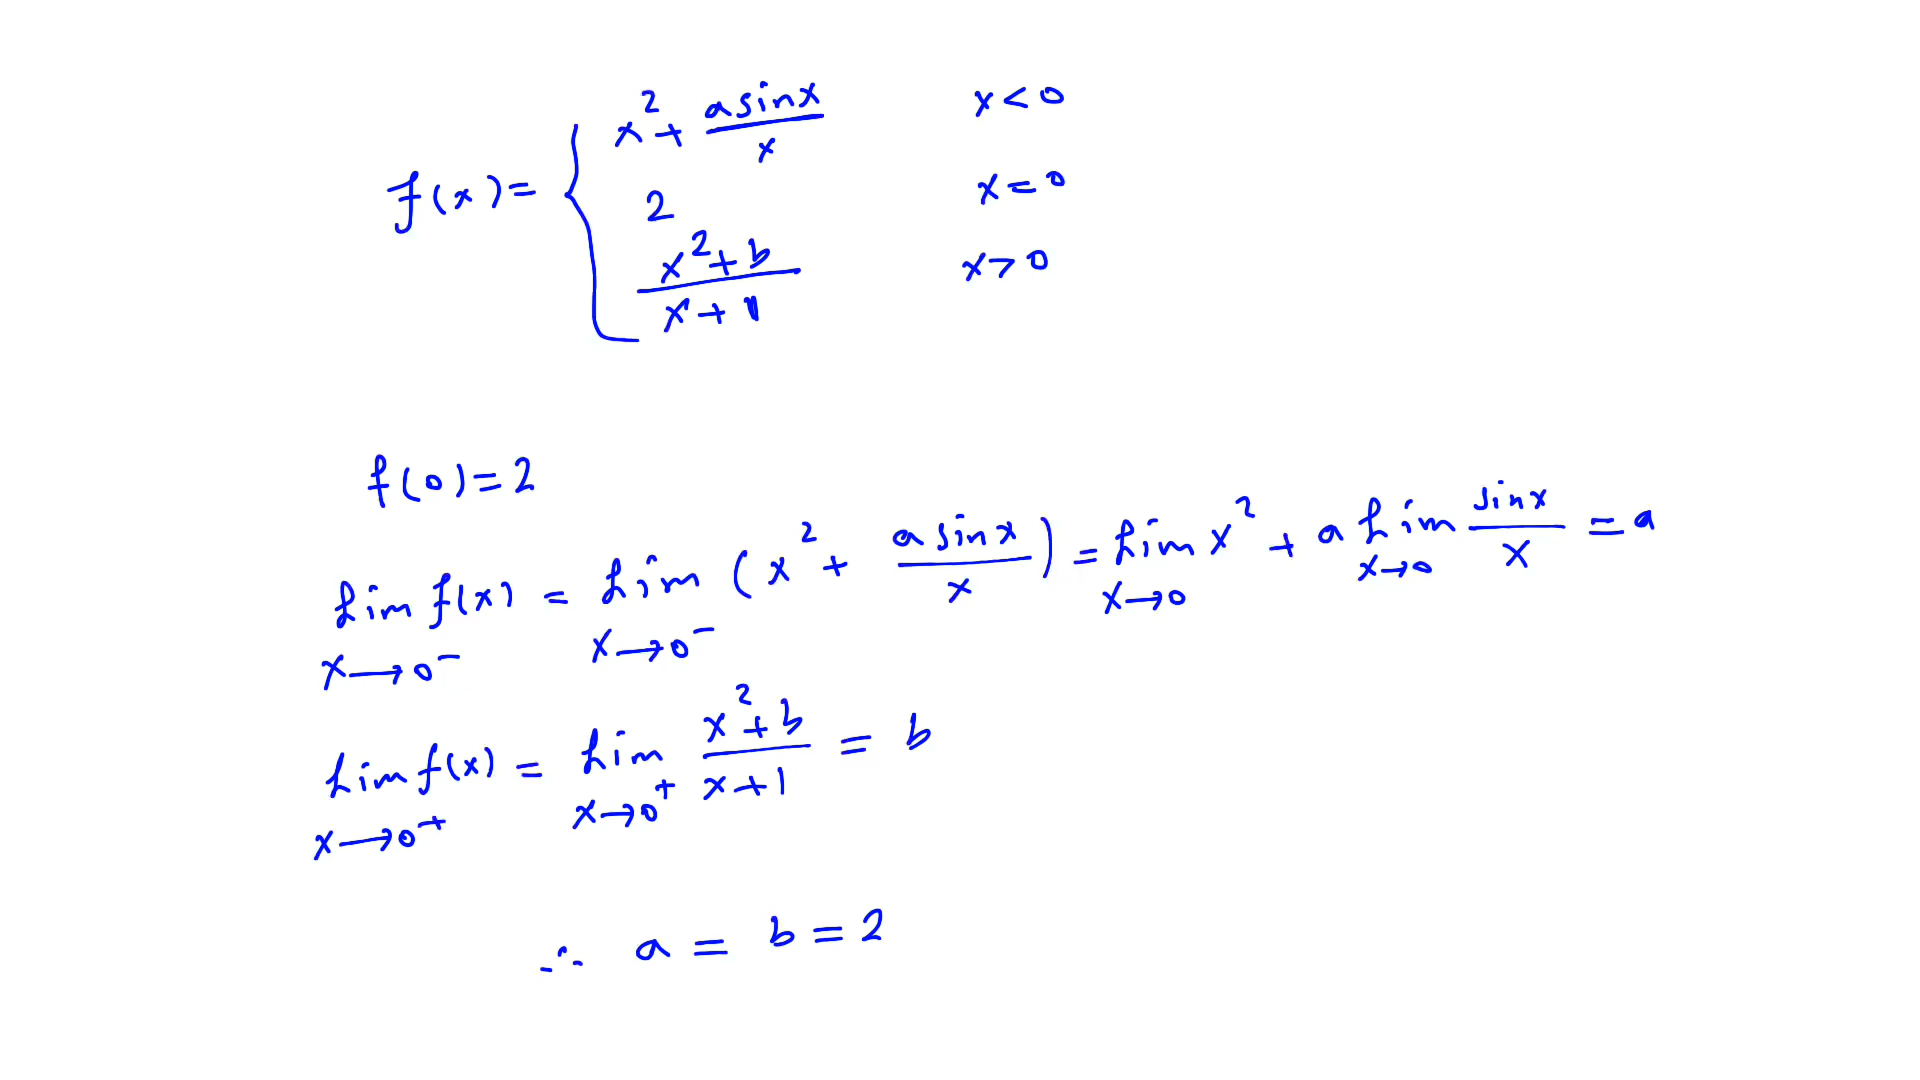 x² + a sin x / x    x < 0
f(x) = { 2    x = 0
x² + b / x + 1    x > 0
f(0) = 2
lim f(x) = lim (x² + a sin x / x) = lim x² + a lim sin x / x = a
x→0⁻ x→0⁻ x→0 x→0
lim f(x) = lim x² + b / x + 1 = b
x→0⁺ x→0⁺
∴ a = b = 2